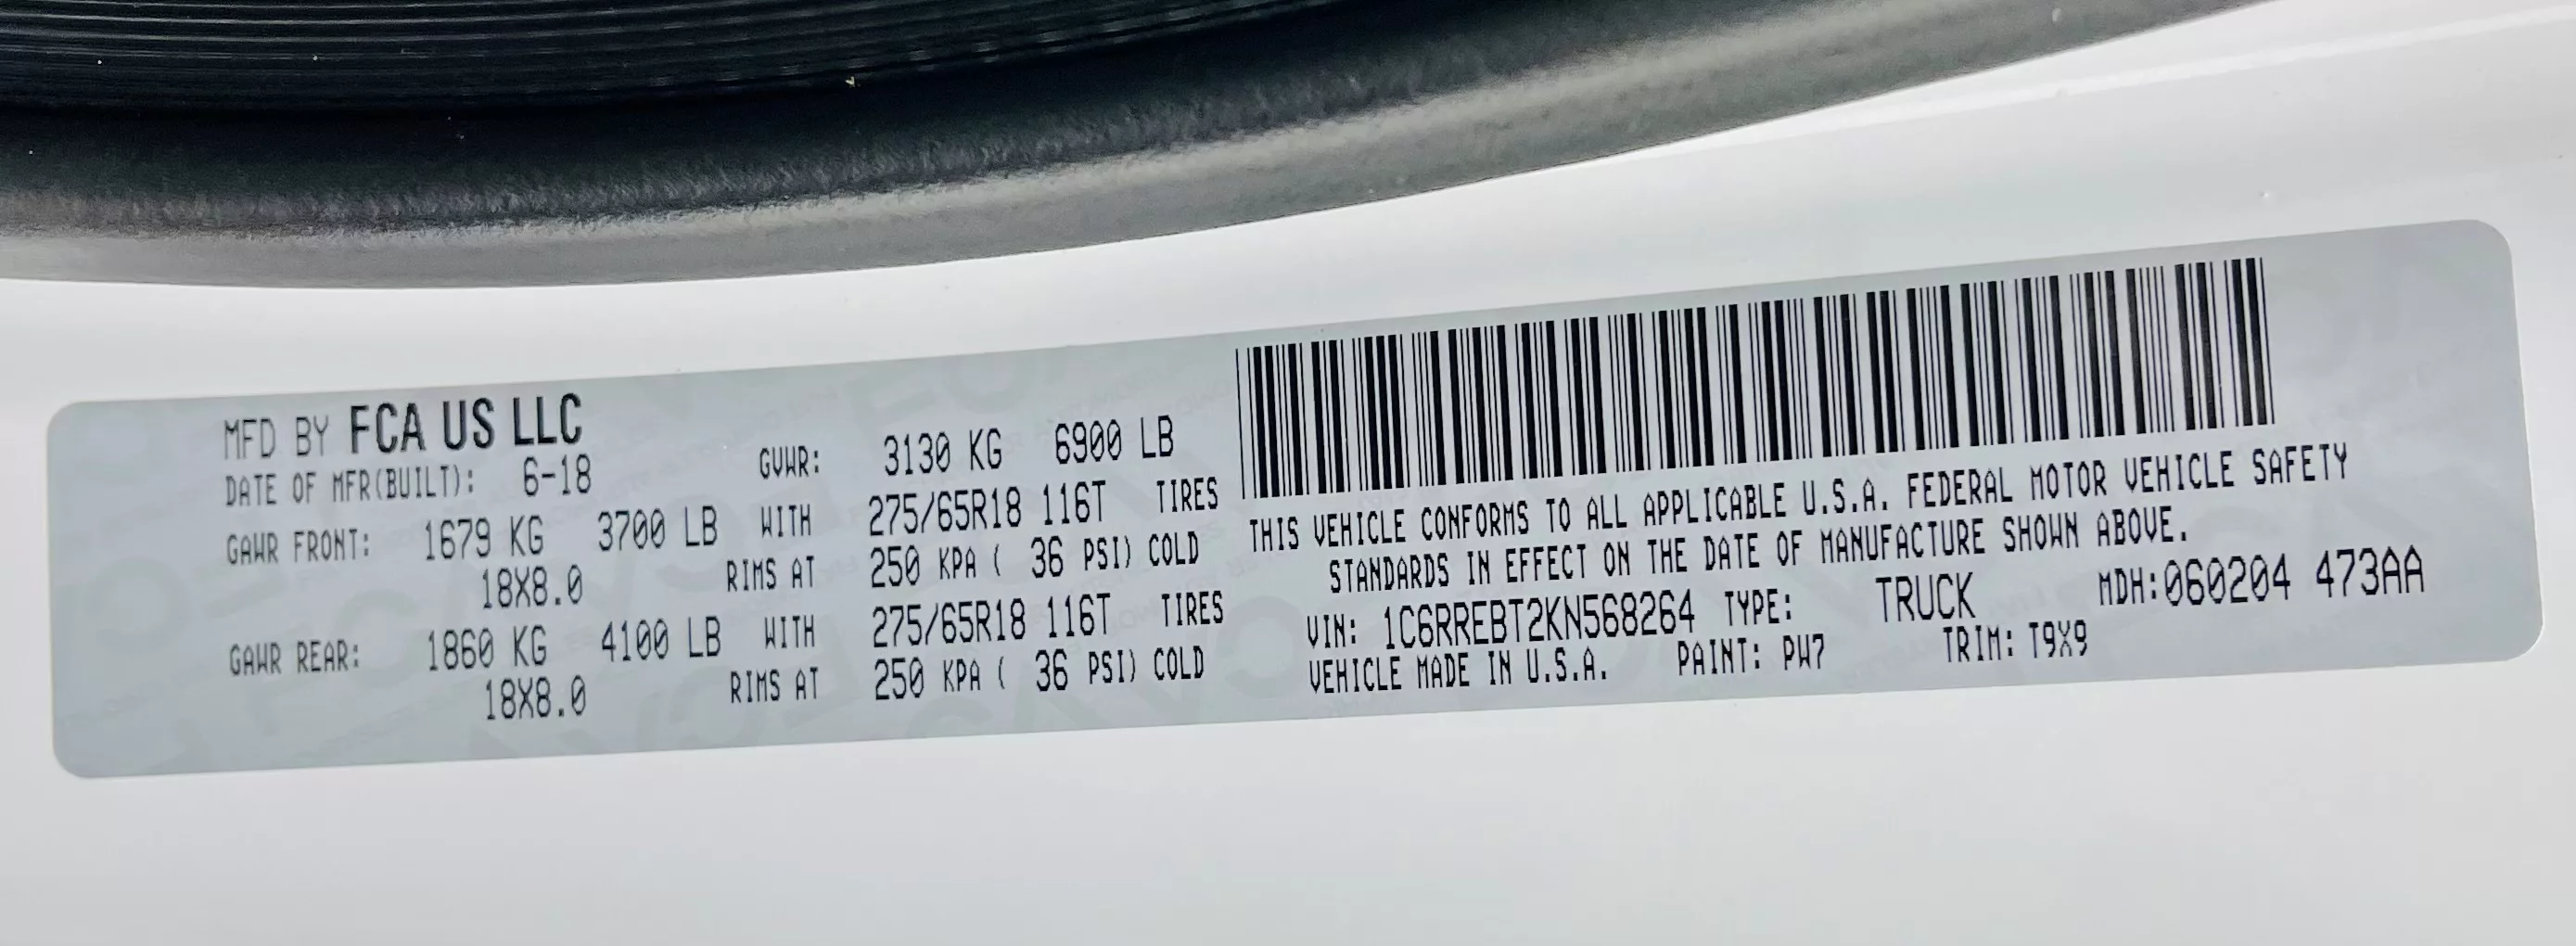 MFD BY FCA US LLC
DATE OF MFR(BUILT): 6-18 GVWR: 3130 KG 6900 LB
GAWR FRONT: 1679 KG 3700 LB WITH 275/65R18 116T TIRES
18X8.0 RIMS AT 250 KPA ( 36 PSI) COLD
GAWR REAR: 1860 KG 4100 LB WITH 275/65R18 116T TIRES
18X8.0 RIMS AT 250 KPA ( 36 PSI) COLD
THIS VEHICLE CONFORMS TO ALL APPLICABLE U.S.A. FEDERAL MOTOR VEHICLE SAFETY
STANDARDS IN EFFECT ON THE DATE OF MANUFACTURE SHOWN ABOVE.
VIN: 1C6RREBT2KN568264 TYPE: TRUCK MDH:060204 473AA
VEHICLE MADE IN U.S.A. PAINT: PW7 TRIM: T9X9